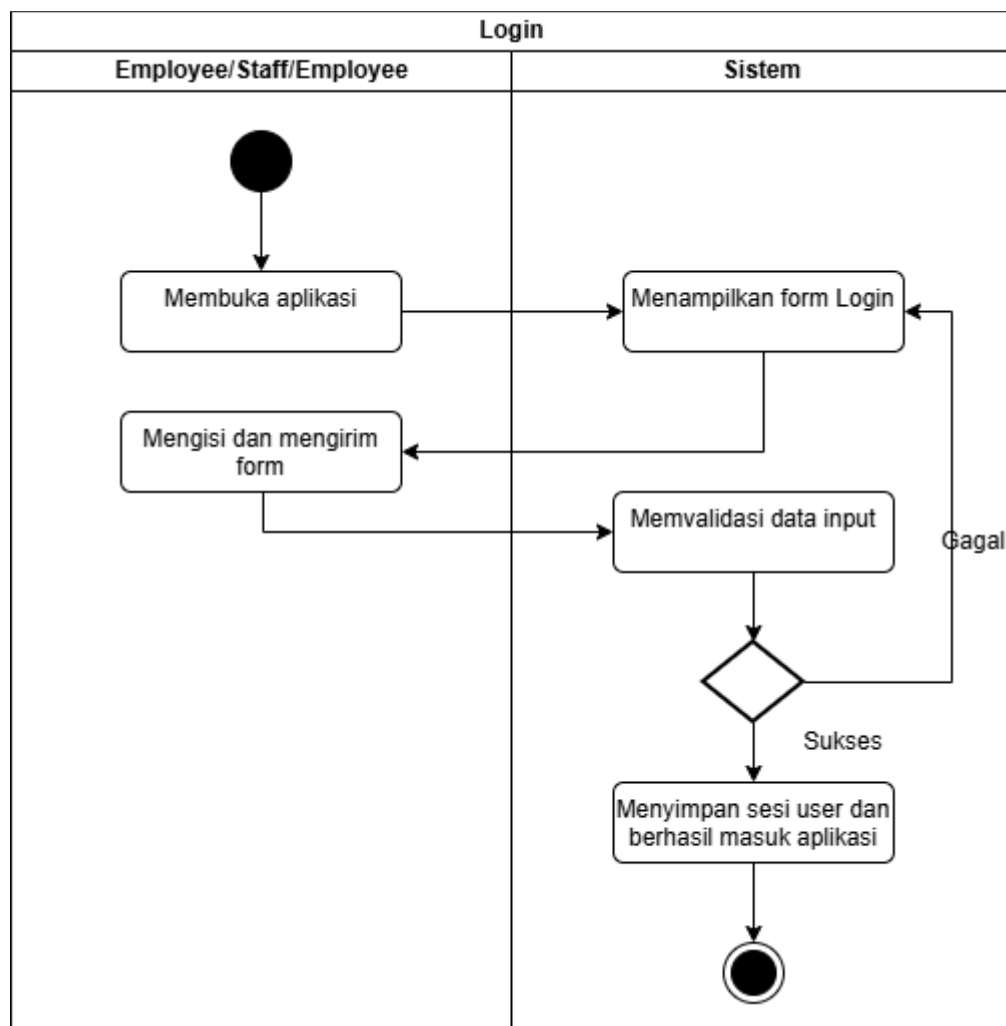 Login
Employee/Staff/Employee
Sistem
Membuka aplikasi
Menampilkan form Login
Mengisi dan mengirim
form
Memvalidasi data input
Gagal
Sukses
Menyimpan sesi user dan
berhasil masuk aplikasi